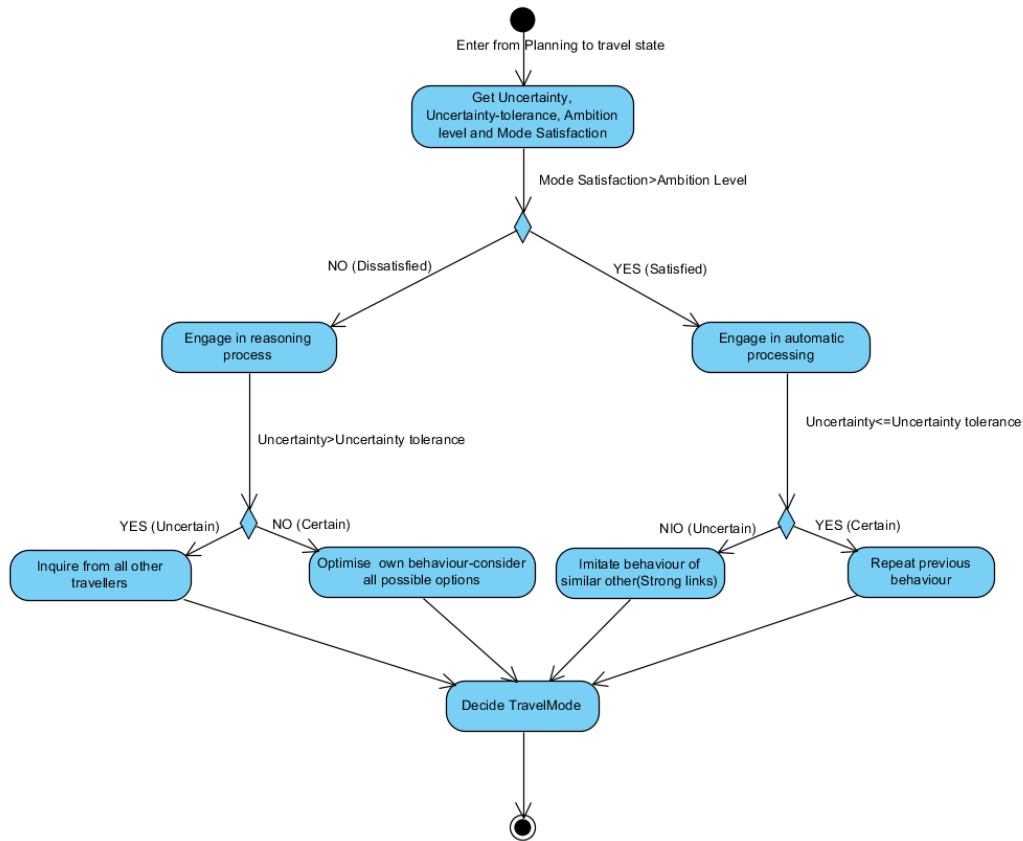 Enter from Planning to travel state
Get Uncertainty,
Uncertainty-tolerance, Ambition
level and Mode Satisfaction
Mode Satisfaction>Ambition Level
NO (Dissatisfied)
YES (Satisfied)
Engage in reasoning
process
Engage in automatic
processing
Uncertainty>Uncertainty tolerance
Uncertainty<=Uncertainty tolerance
YES (Uncertain)
NO (Certain)
NIO (Uncertain)
YES (Certain)
Inquire from all other
travellers
Optimise own behaviour-consider
all possible options
Imitate behaviour of
similar other(Strong links)
Repeat previous
behaviour
Decide TravelMode